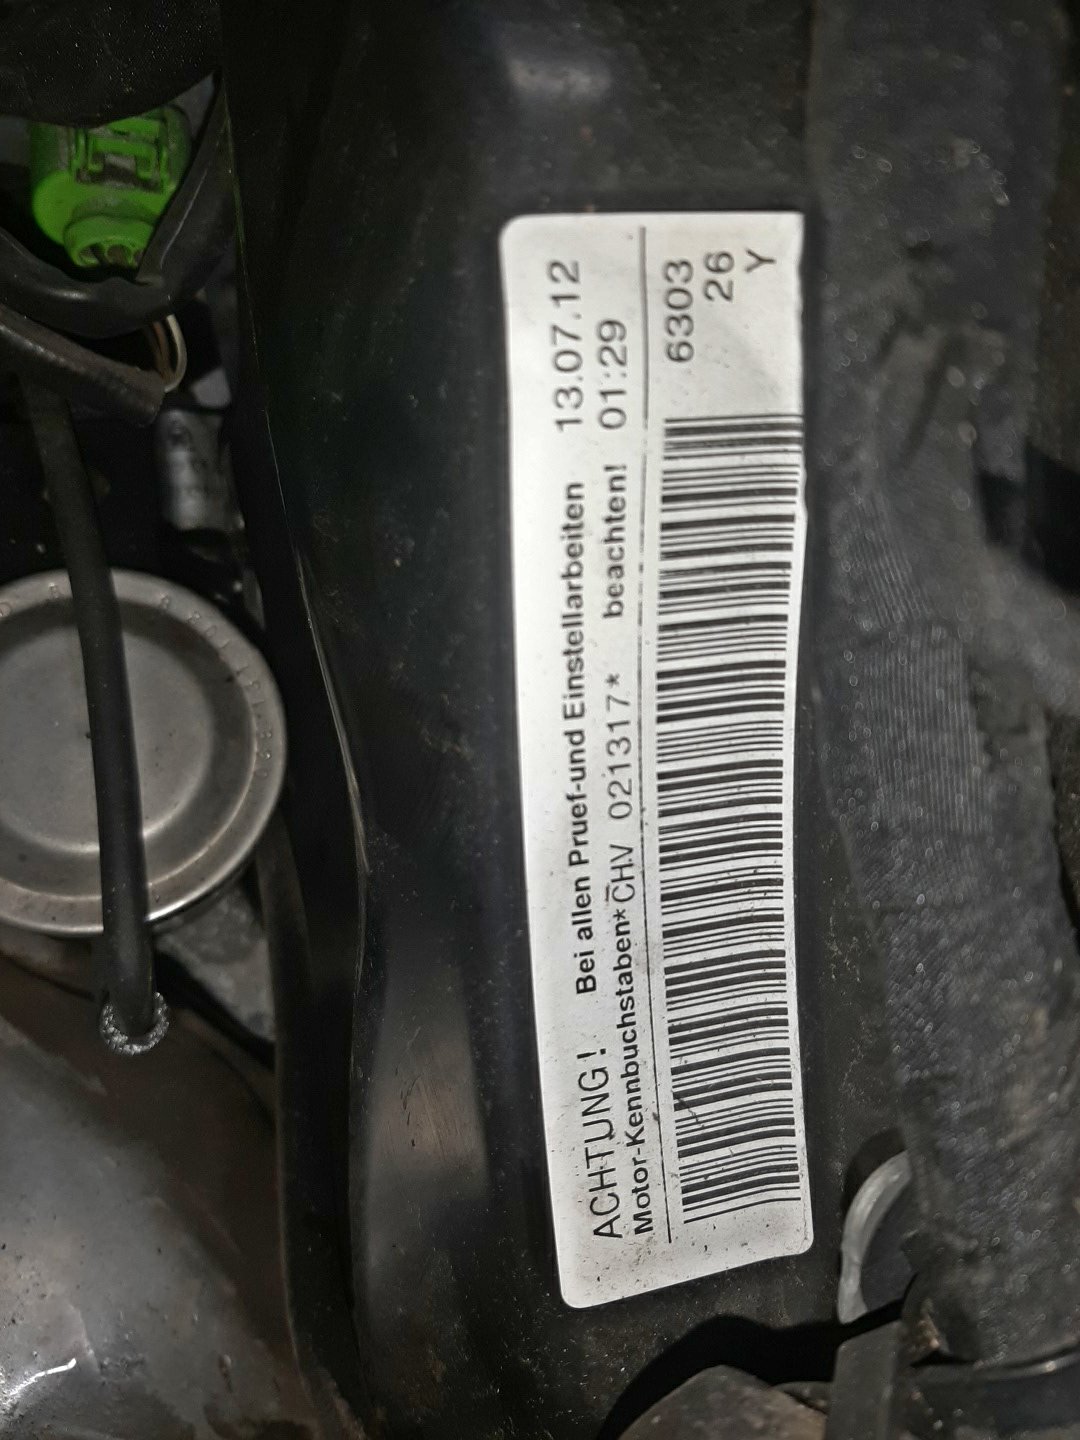 ACHTUNG! Bei allen Pruef-und Einstellarbeiten 13.07.12
Motor-Kennbuchstaben*CHV 021317* beachten! 01:29
6303
26
Y